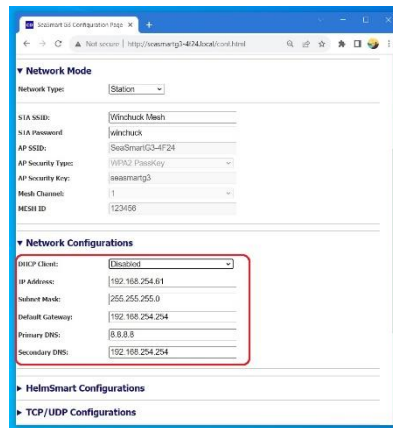 SeaSmart G3 Configuration Page
Not secure | http://seasmartg3-4f24.local/conf.html
▼ Network Mode
Network Type: Station
STA SSID: Winchuck Mesh
STA Password winchuck
AP SSID: SeaSmartG3-4F24
AP Security Type: WPA2 PassKey
AP Security Key: seasmartg3
Mesh Channel: 1
MESH ID 123456
▼ Network Configurations
DHCP Client: Disabled
IP Address: 192.168.254.61
Subnet Mask: 255.255.255.0
Default Gateway: 192.168.254.254
Primary DNS: 8.8.8.8
Secondary DNS: 192.168.254.254
► HelmSmart Configurations
► TCP/UDP Configurations